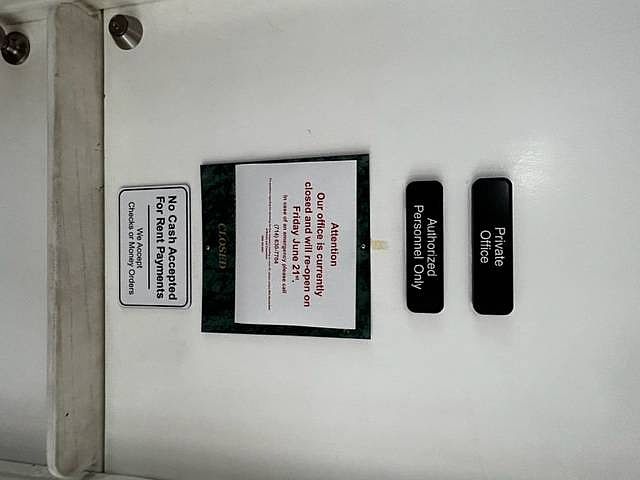 Private
Office
Authorized
Personnel Only
Attention
Our office is currently
closed and will re-open on
Friday June 21st.
In case of an emergency please call
CLOSED
No Cash Accepted
For Rent Payments
We Accept
Checks or Money Orders